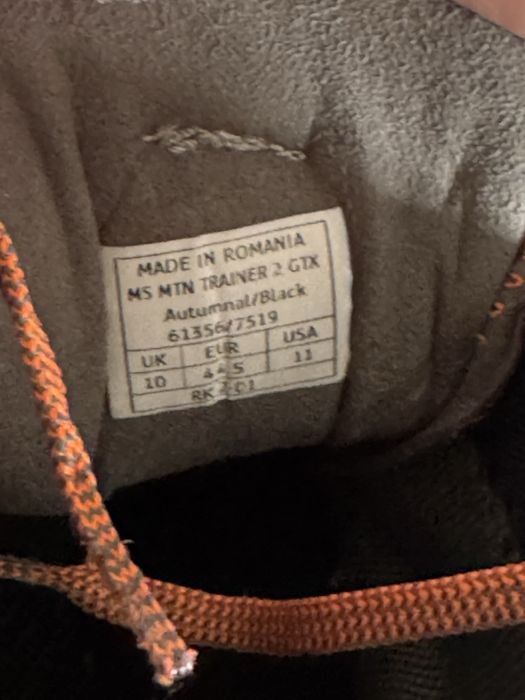 MADE IN ROMANIA
MS MTN TRAINER 2 GTX
Autumnal/Black
61356/7519
UK EUR USA
10 44.5 11